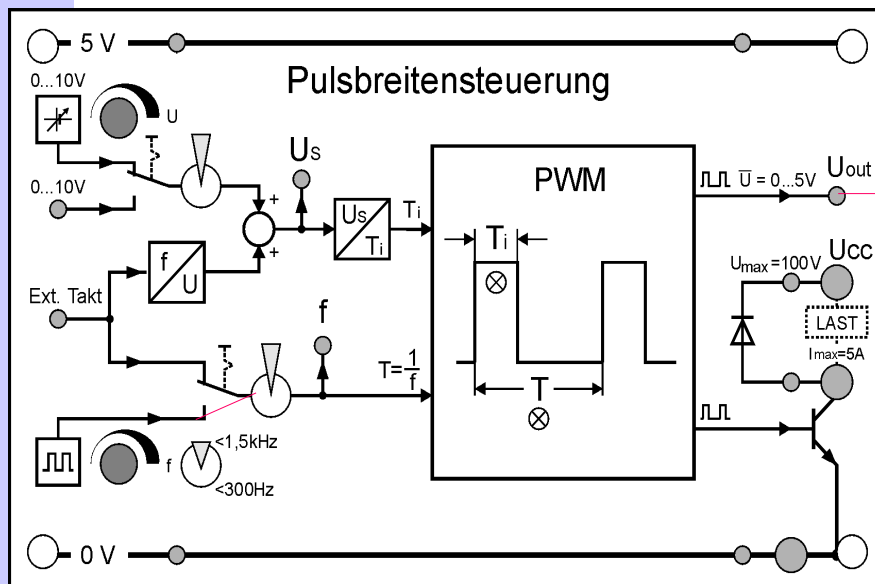 5 V
Pulsbreitensteuerung
0...10V
U
Us
0...10V
+
+
Us
Ti
Ti
f
U
Ext. Takt
f
T=1/f
f
<1,5kHz
<300Hz
PWM
Ti
T
U̅ = 0...5V
Uout
Umax=100V
Ucc
LAST
Imax=5A
0 V